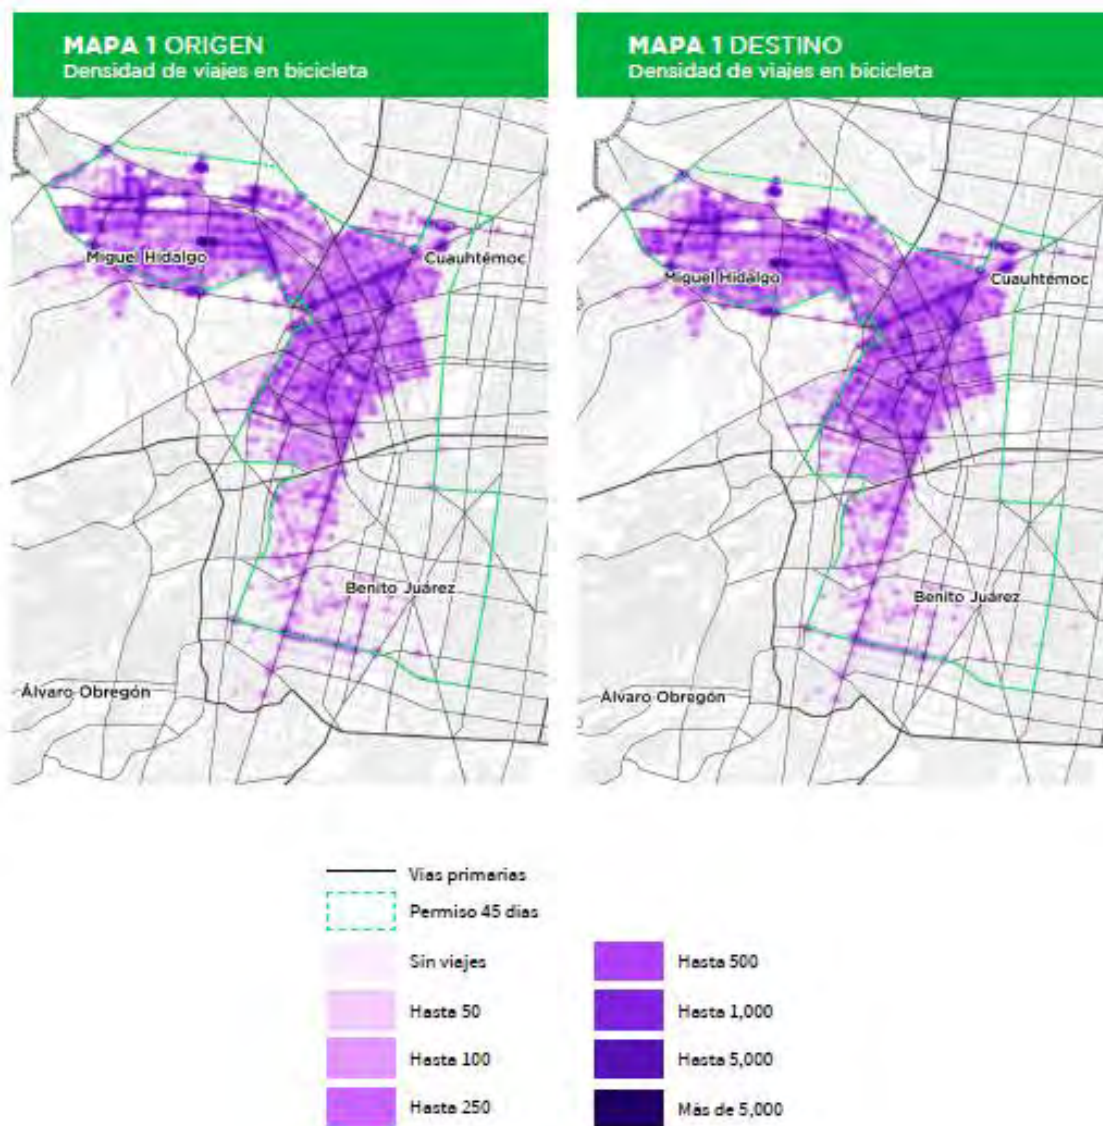 MAPA 1 ORIGEN
Densidad de viajes en bicicleta
Miguel Hidalgo
Cuauhtémoc
Benito Juárez
Álvaro Obregón
MAPA 1 DESTINO
Densidad de viajes en bicicleta
Miguel Hidalgo
Cuauhtémoc
Benito Juárez
Álvaro Obregón
Vias primarias
Permiso 45 dias
Sin viajes
Hasta 50
Hasta 100
Hasta 250
Hasta 500
Hasta 1,000
Hasta 5,000
Más de 5,000